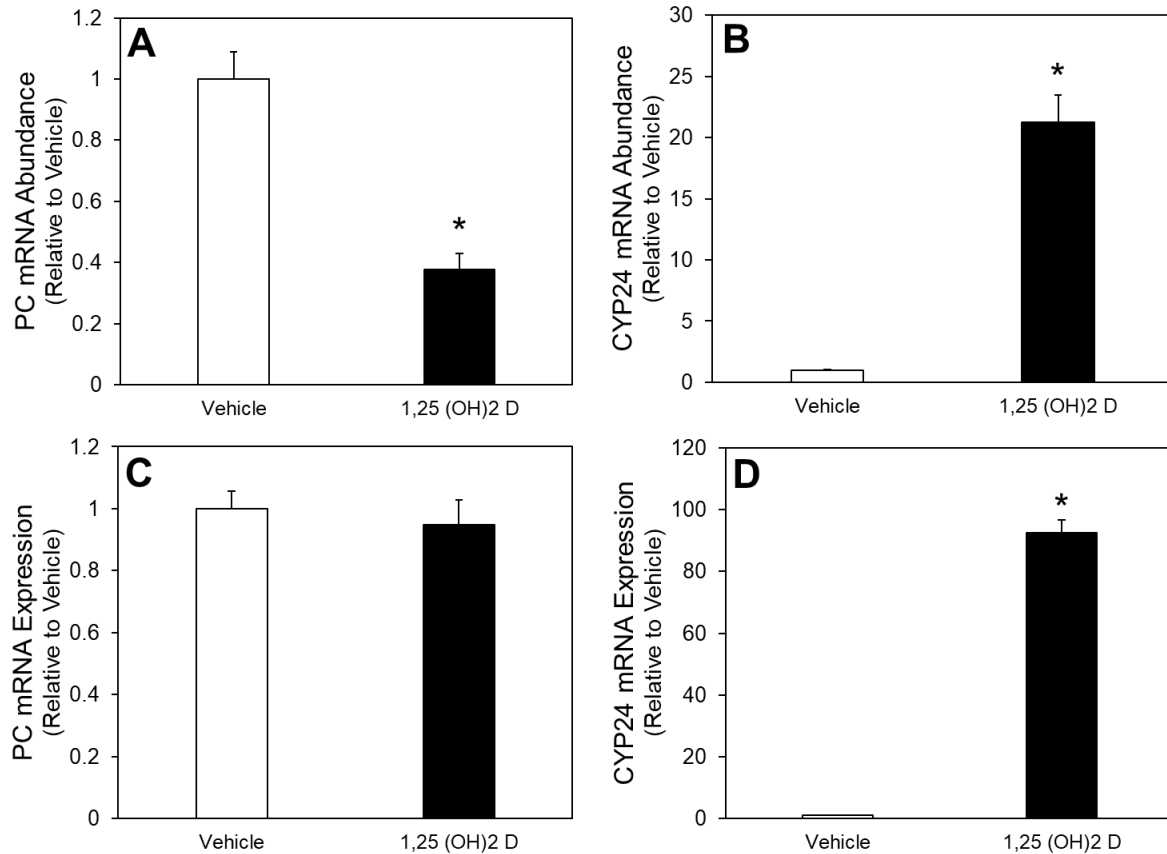 A
PC mRNA Abundance
(Relative to Vehicle)
1.2
1
0.8
0.6
0.4
0.2
0
*
Vehicle
1,25 (OH)2 D
B
CYP24 mRNA Abundance
(Relative to Vehicle)
30
25
20
15
10
5
0
*
Vehicle
1,25 (OH)2 D
C
PC mRNA Expression
(Relative to Vehicle)
1.2
1
0.8
0.6
0.4
0.2
0
Vehicle
1,25 (OH)2 D
D
CYP24 mRNA Expression
(Relative to Vehicle)
120
100
80
60
40
20
0
*
Vehicle
1,25 (OH)2 D